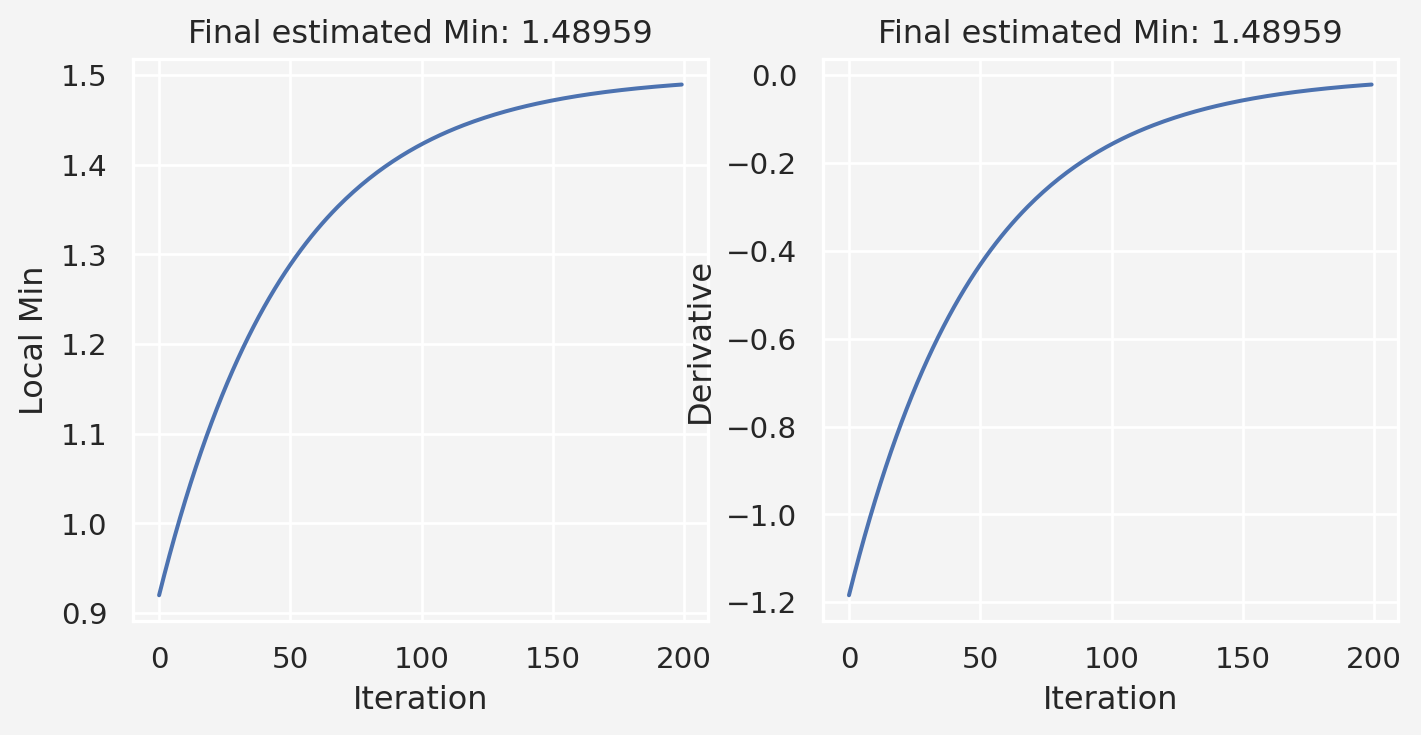 Final estimated Min: 1.48959
Local Min
1.5
1.4
1.3
1.2
1.1
1.0
0.9
0 50 100 150 200
Iteration
Final estimated Min: 1.48959
Derivative
0.0
−0.2
−0.4
−0.6
−0.8
−1.0
−1.2
0 50 100 150 200
Iteration